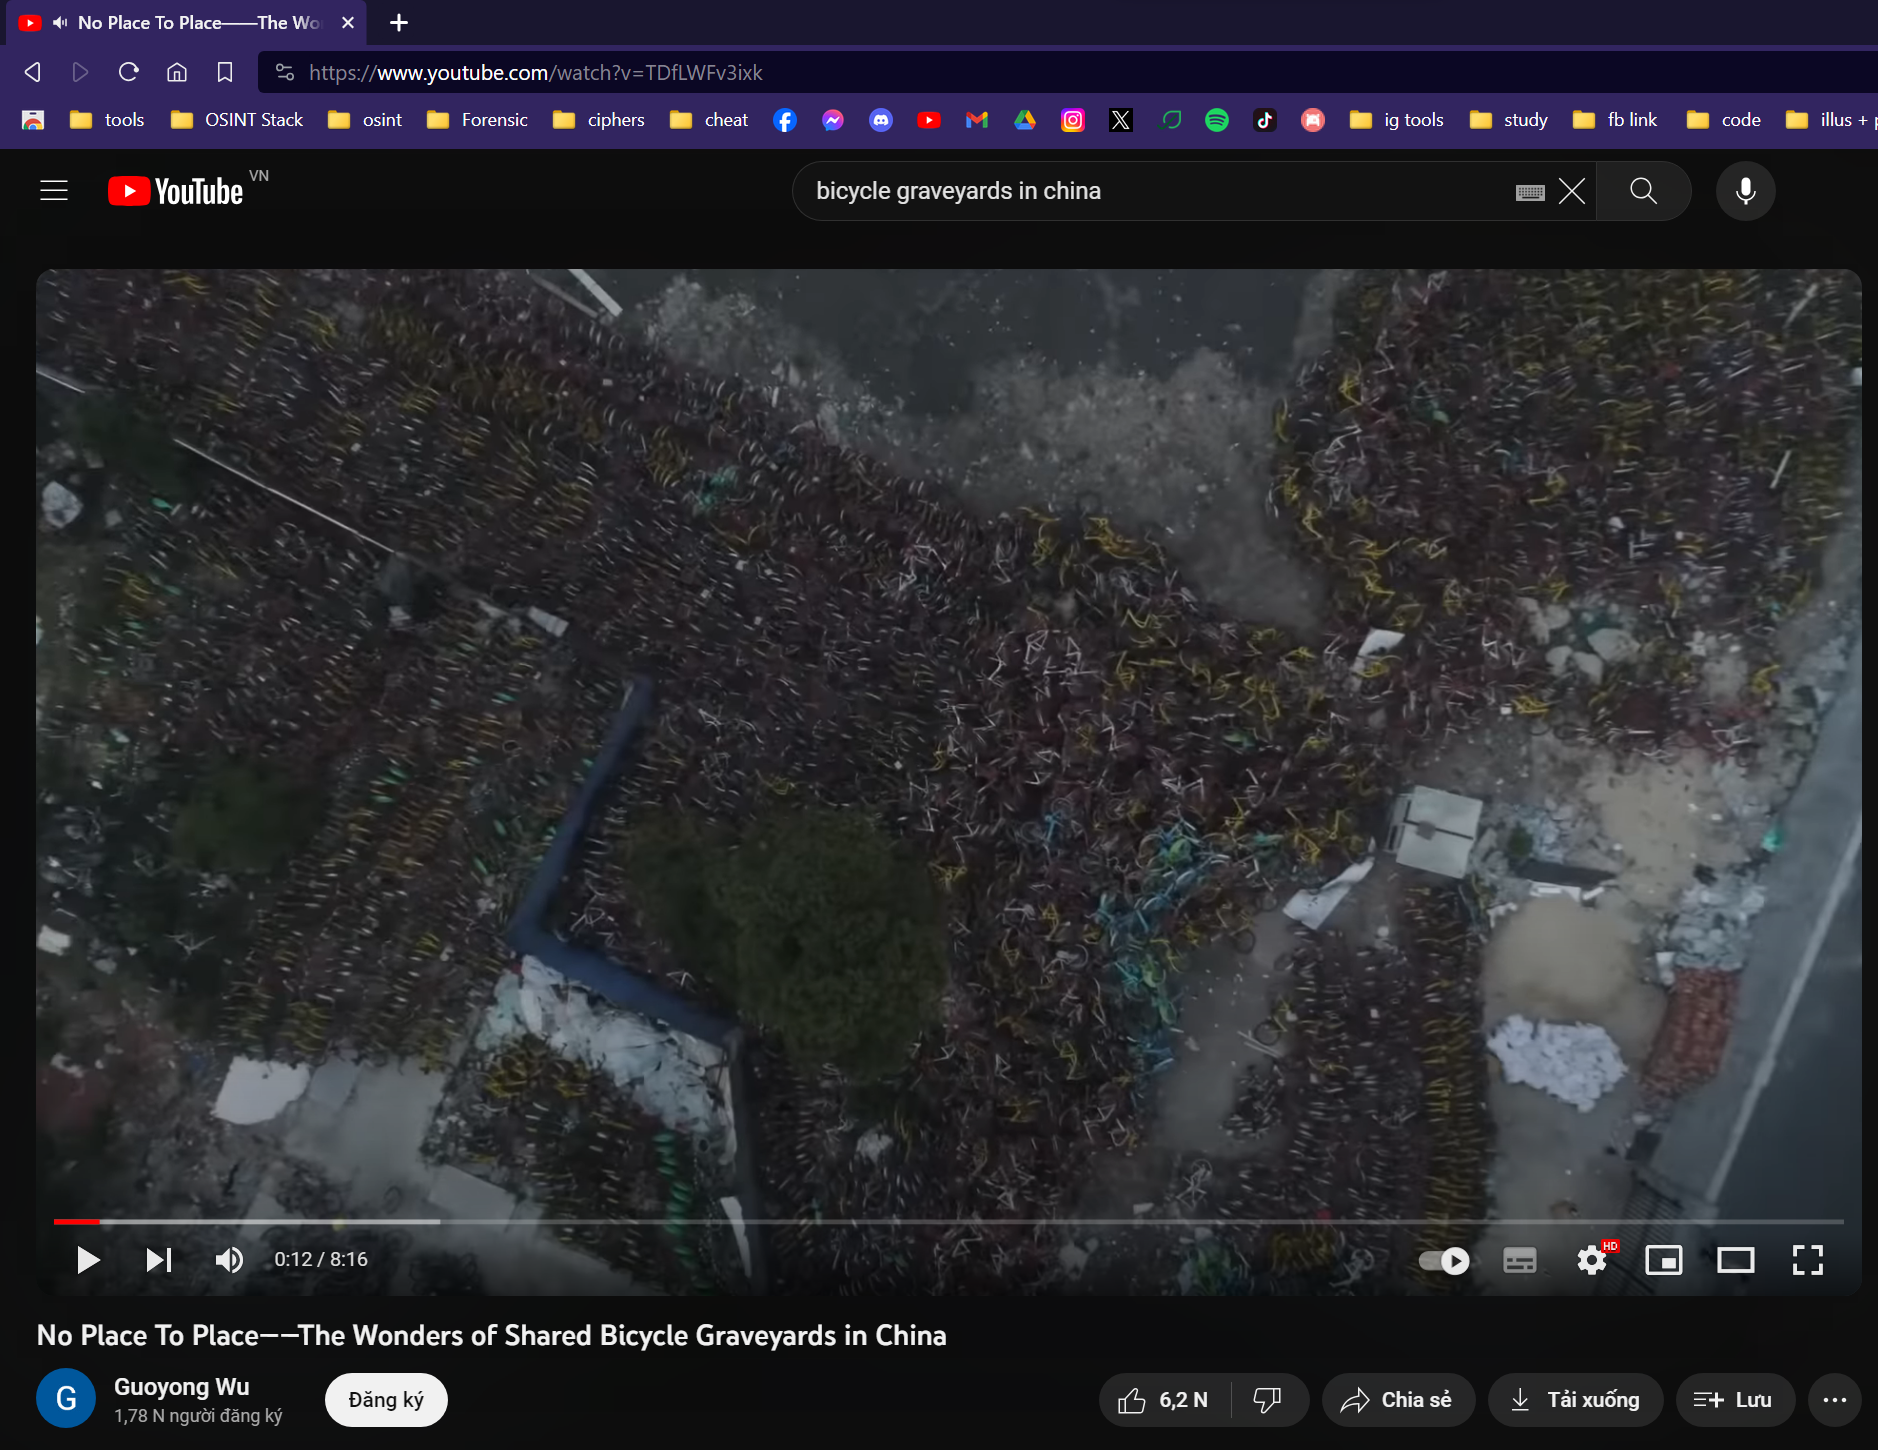 No Place To Place——The Wo
https://www.youtube.com/watch?v=TDfLWFv3ixk
tools OSINT Stack osint Forensic ciphers cheat ig tools study fb link code illus +
YouTube VN
bicycle graveyards in china
0:12 / 8:16
HD
No Place To Place——The Wonders of Shared Bicycle Graveyards in China
G
Guoyong Wu
1,78 N người đăng ký
Đăng ký
6,2 N
Chia sẻ
Tải xuống
Lưu